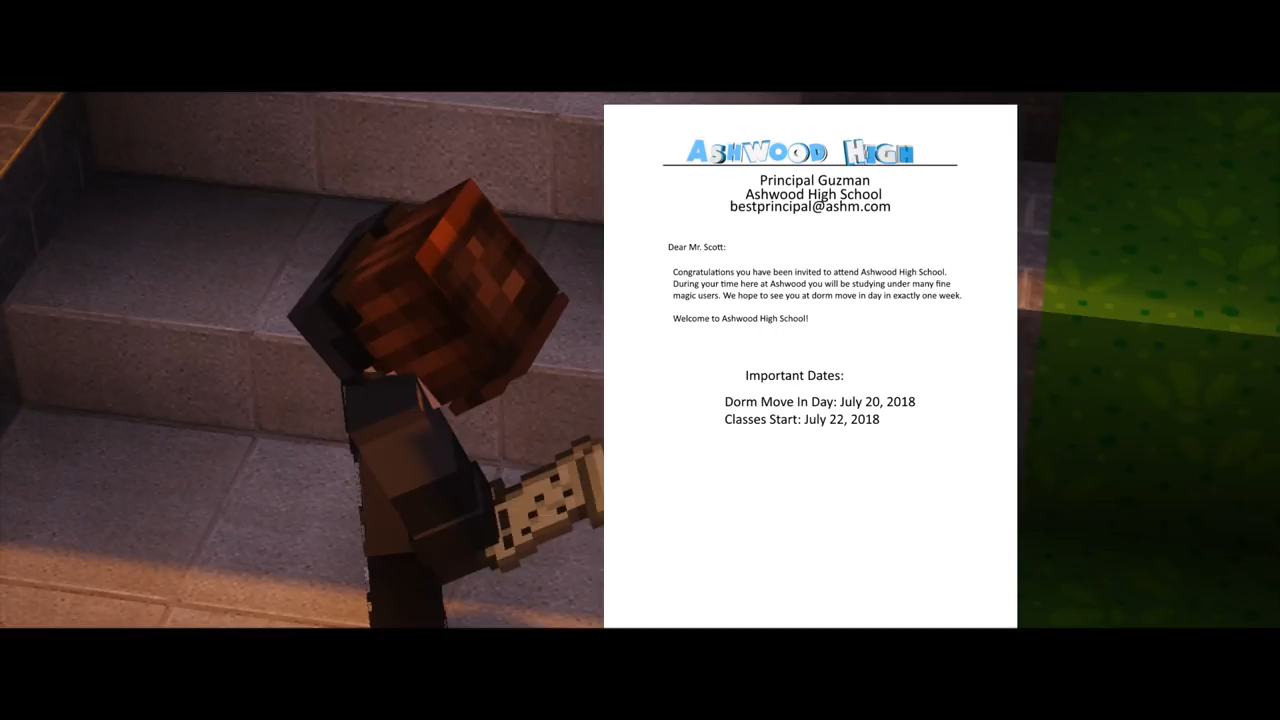 ASHWOOD HIGH
Principal Guzman
Ashwood High School
bestprincipal@ashm.com
Dear Mr. Scott:
Congratulations you have been invited to attend Ashwood High School.
During your time here at Ashwood you will be studying under many fine
magic users. We hope to see you at dorm move in day in exactly one week.
Welcome to Ashwood High School!
Important Dates:
Dorm Move In Day: July 20, 2018
Classes Start: July 22, 2018